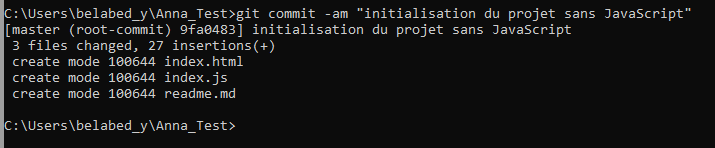 C:\Users\belabed_y\Anna_Test>git commit -am "initialisation du projet sans JavaScript"
[master (root-commit) 9fa0483] initialisation du projet sans JavaScript
 3 files changed, 27 insertions(+)
 create mode 100644 index.html
 create mode 100644 index.js
 create mode 100644 readme.md
C:\Users\belabed_y\Anna_Test>